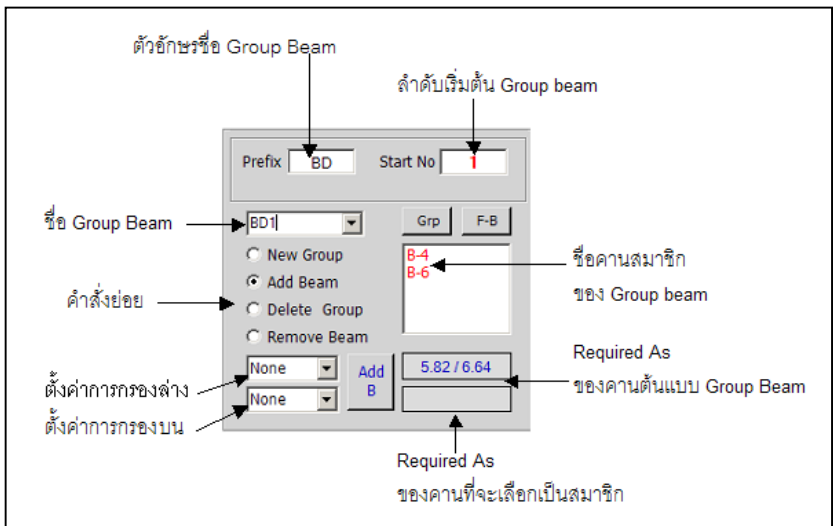 ตัวอักษรชื่อ Group Beam
ลำดับเริ่มต้น Group beam
Prefix BD Start No 1
ชื่อ Group Beam BD1 Grp F-B
New Group
B-4
B-6
ชื่อคานสมาชิก
ของ Group beam
Add Beam
คำสั่งย่อย
Delete Group
Remove Beam
Required As
ของคานต้นแบบ Group Beam
ตั้งค่าการกรองล่าง None
Add
B
5.82 / 6.64
ตั้งค่าการกรองบน None
Required As
ของคานที่จะเลือกเป็นสมาชิก